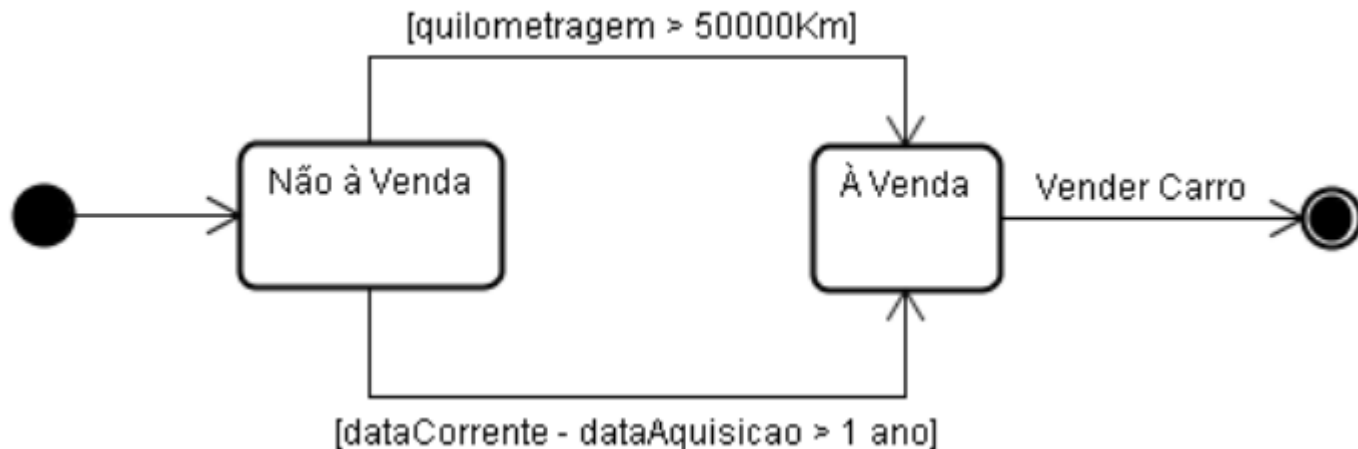 [quilometragem > 50000Km]
Não à Venda
À Venda
Vender Carro
[dataCorrente - dataAquisicao > 1 ano]